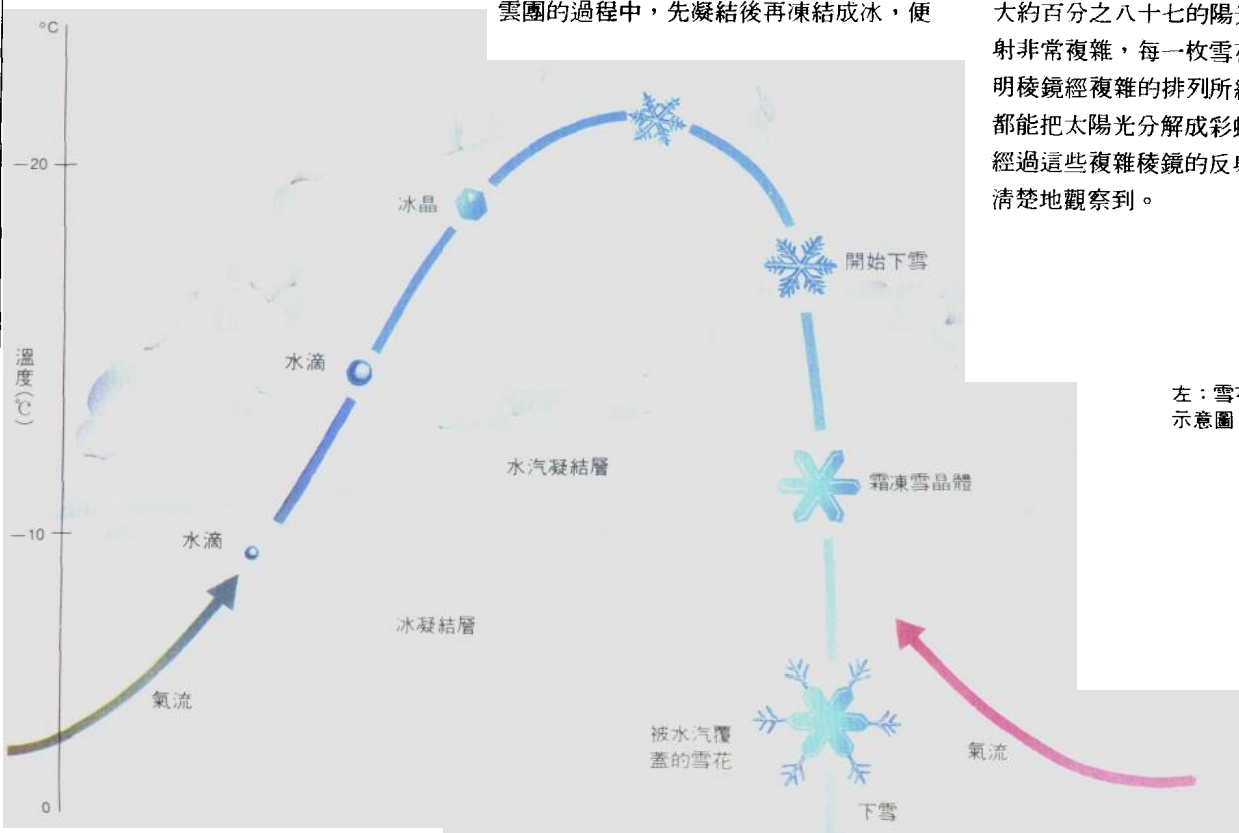 雲團的過程中,先凝結後再凍結成冰,便
大約百分之八十七的陽
射非常複雜,每一枚雪
明稜鏡經複雜的排列所
都能把太陽光分解成彩
經過這些複雜稜鏡的反
清楚地觀察到。
°C
—20
冰晶
開始下雪
溫度(℃)
水滴
左:雪
示意圖
水汽凝結層
霜凍雪晶體
—10
水滴
冰凝結層
氣流
被水汽覆
蓋的雪花
氣流
0
下雪